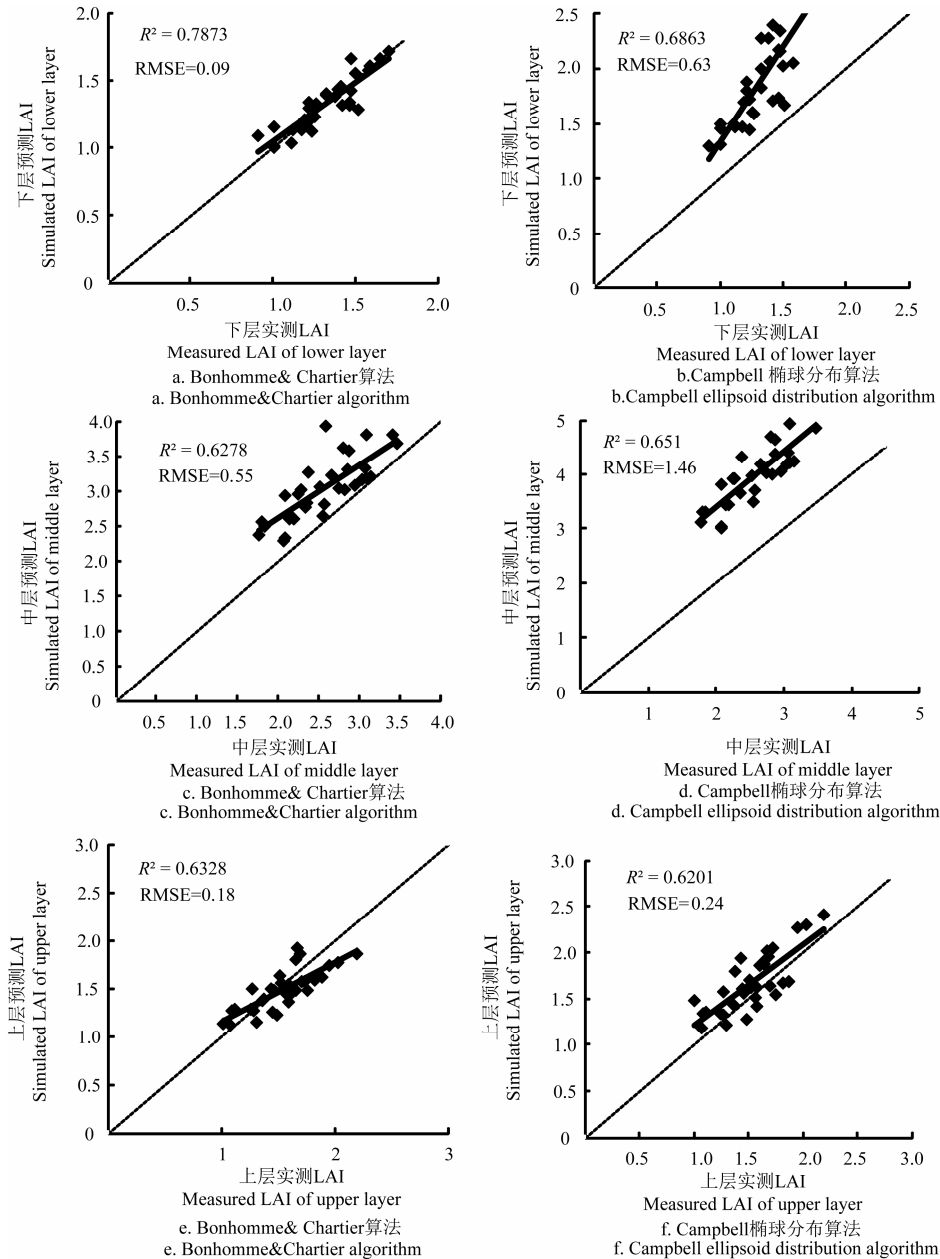 R² = 0.7873
RMSE=0.09
2.0
1.5
1.0
0.5
0
0.5
1.0
1.5
2.0
下层预测LAI
Simulated LAI of lower layer
下层实测LAI
Measured LAI of lower layer
a. Bonhomme& Chartier算法
a. Bonhomme&Chartier algorithm
R² = 0.6863
RMSE=0.63
2.5
2.0
1.5
1.0
0.5
0
0.5
1.0
1.5
2.0
2.5
下层预测LAI
Simulated LAI of lower layer
下层实测LAI
Measured LAI of lower layer
b.Campbell 椭球分布算法
b.Campbell ellipsoid distribution algorithm
R² = 0.6278
RMSE=0.55
4.0
3.5
3.0
2.5
2.0
1.5
1.0
0.5
0
0.5
1.0
1.5
2.0
2.5
3.0
3.5
4.0
中层预测LAI
Simulated LAI of middle layer
中层实测LAI
Measured LAI of middle layer
c. Bonhomme& Chartier算法
c. Bonhomme&Chartier algorithm
R² = 0.651
RMSE=1.46
5
4
3
2
1
0
1
2
3
4
5
中层预测LAI
Simulated LAI of middle layer
中层实测LAI
Measured LAI of middle layer
d. Campbell椭球分布算法
d. Campbell ellipsoid distribution algorithm
R² = 0.6328
RMSE=0.18
3.0
2.5
2.0
1.5
1.0
0.5
0
1
2
3
上层预测LAI
Simulated LAI of upper layer
上层实测LAI
Measured LAI of upper layer
e. Bonhomme& Chartier算法
e. Bonhomme&Chartier algorithm
R² = 0.6201
RMSE=0.24
3.0
2.5
2.0
1.5
1.0
0.5
0
0.5
1.0
1.5
2.0
2.5
3.0
上层预测LAI
Simulated LAI of upper layer
上层实测LAI
Measured LAI of upper layer
f. Campbell椭球分布算法
f. Campbell ellipsoid distribution algorithm